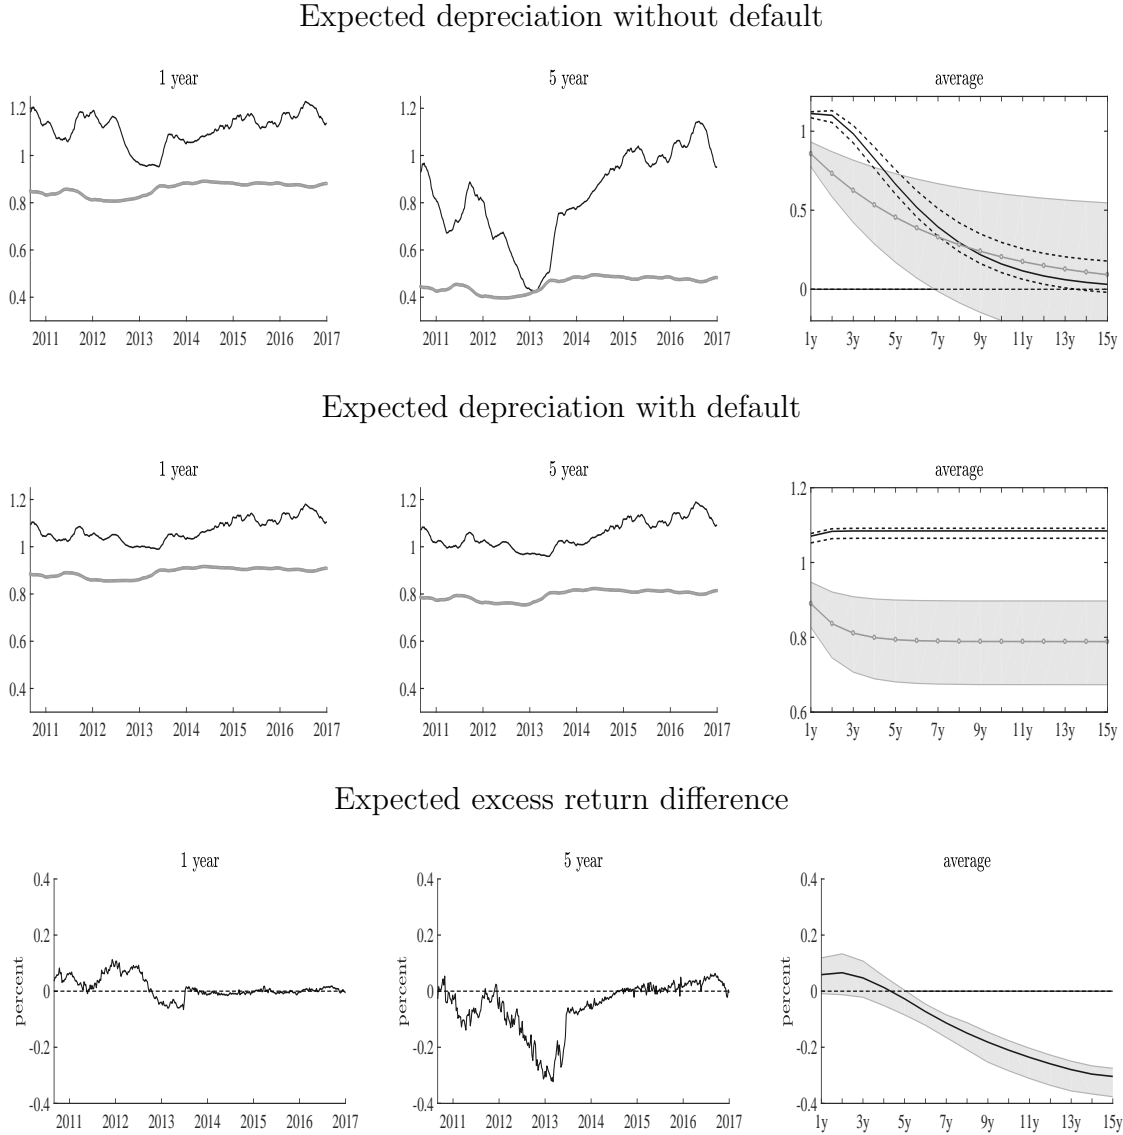 Expected depreciation without default
1 year 5 year average
1.2 1.2
1 1 1
0.8 0.8
0.6 0.6 0.5
0.4 0.4 0
2011 2012 2013 2014 2015 2016 2017 2011 2012 2013 2014 2015 2016 2017 1y 3y 5y 7y 9y 11y 13y 15y
Expected depreciation with default
1 year 5 year average
1.2 1.2 1.2
1 1 1
0.8 0.8 0.8
0.6 0.6
0.4 0.4 0.6
2011 2012 2013 2014 2015 2016 2017 2011 2012 2013 2014 2015 2016 2017 1y 3y 5y 7y 9y 11y 13y 15y
Expected excess return difference
1 year 5 year average
0.4 0.4 0.4
0.2 0.2 0.2
0 0 0
-0.2 -0.2 -0.2
-0.4 -0.4 -0.4
percent percent percent
2011 2012 2013 2014 2015 2016 2017 2011 2012 2013 2014 2015 2016 2017 1y 3y 5y 7y 9y 11y 13y 15y